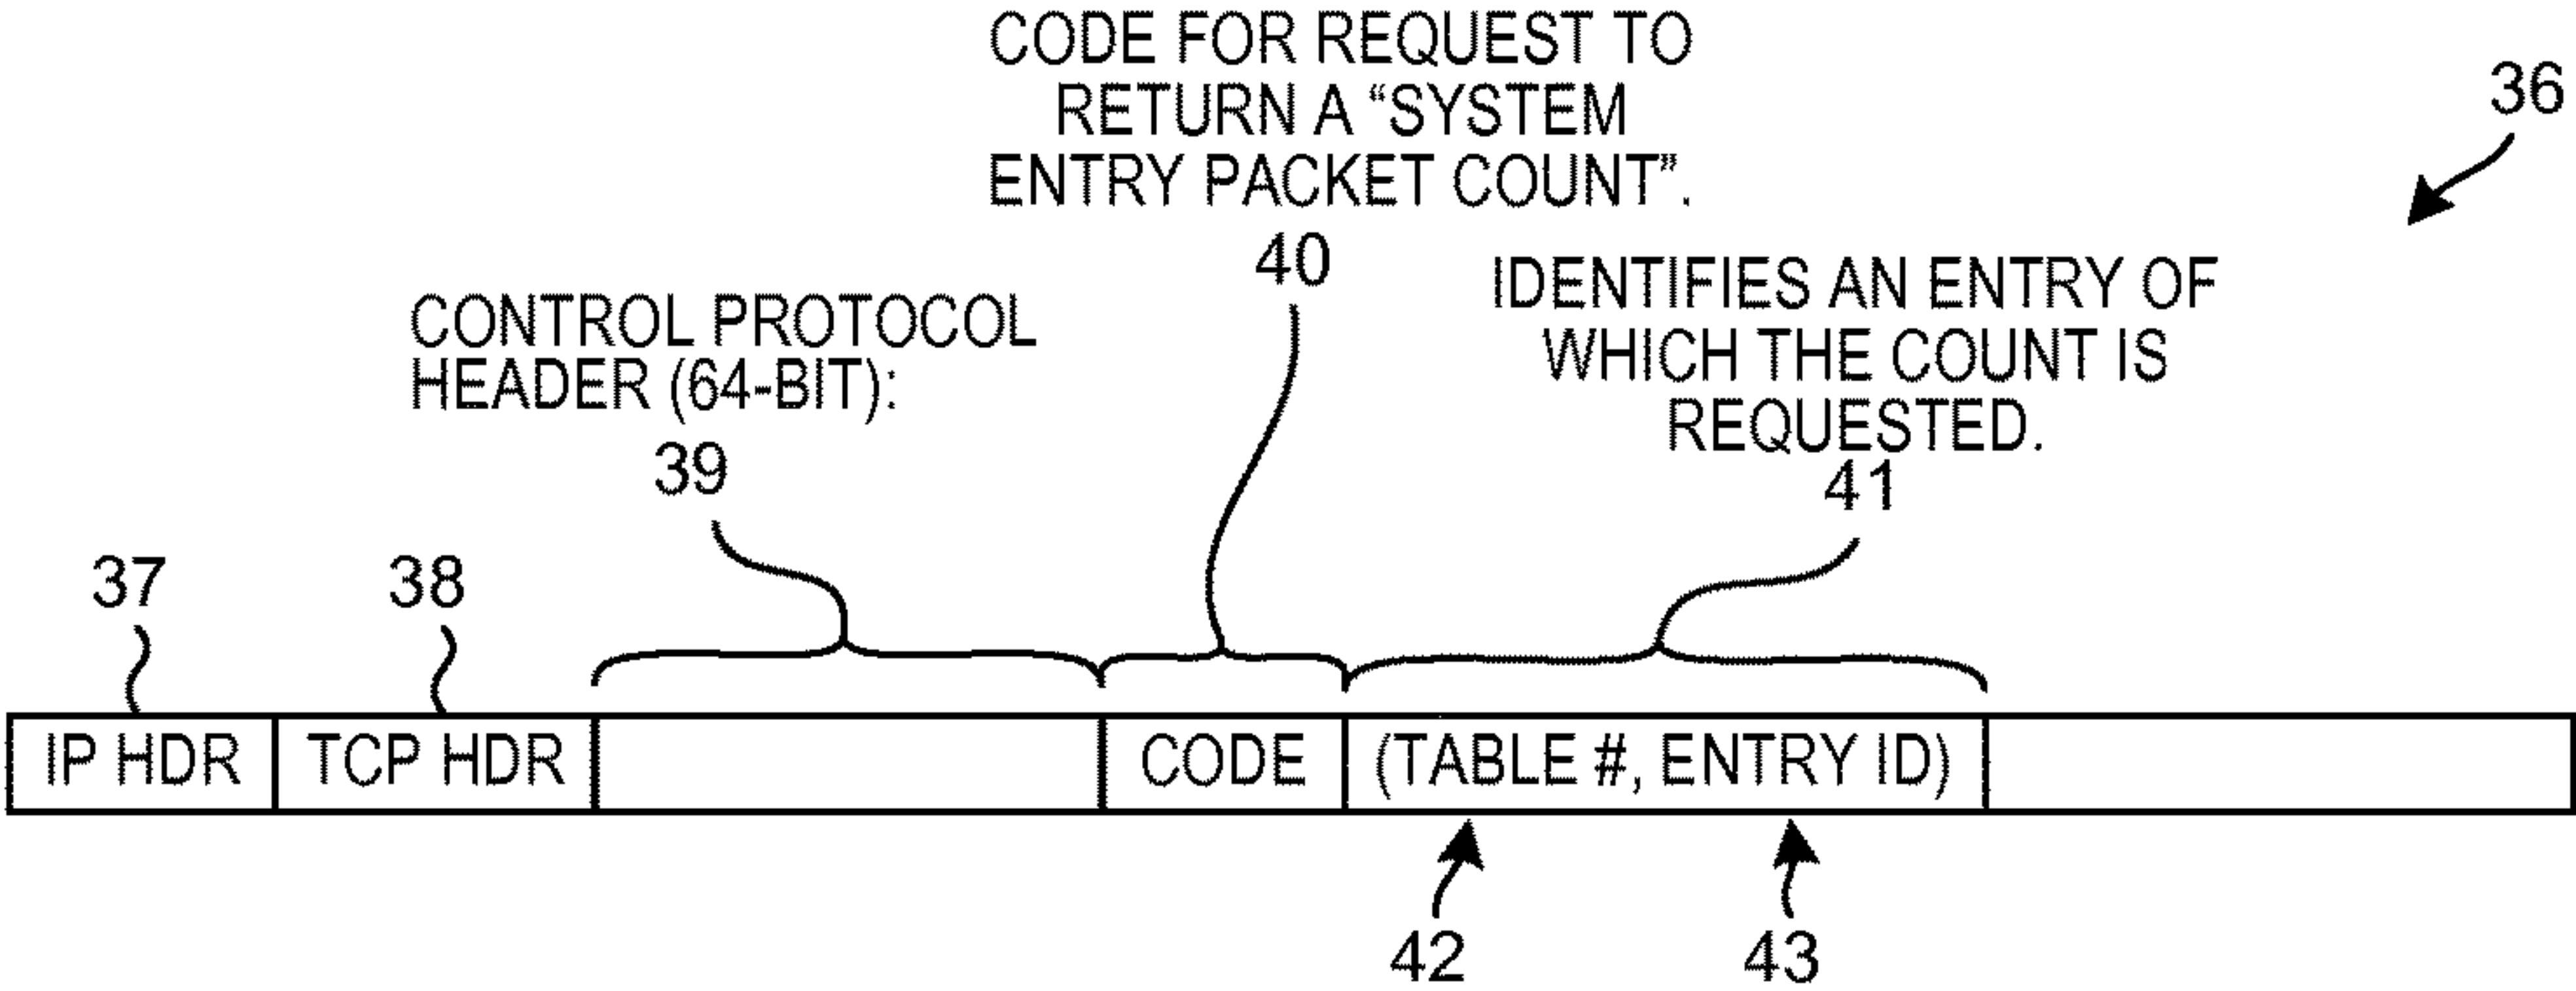 CODE FOR REQUEST TO
RETURN A “SYSTEM
ENTRY PACKET COUNT”.
40
36
IDENTIFIES AN ENTRY OF
WHICH THE COUNT IS
REQUESTED.
41
CONTROL PROTOCOL
HEADER (64-BIT):
39
37
38
IP HDR
TCP HDR
CODE
(TABLE #, ENTRY ID)
42
43